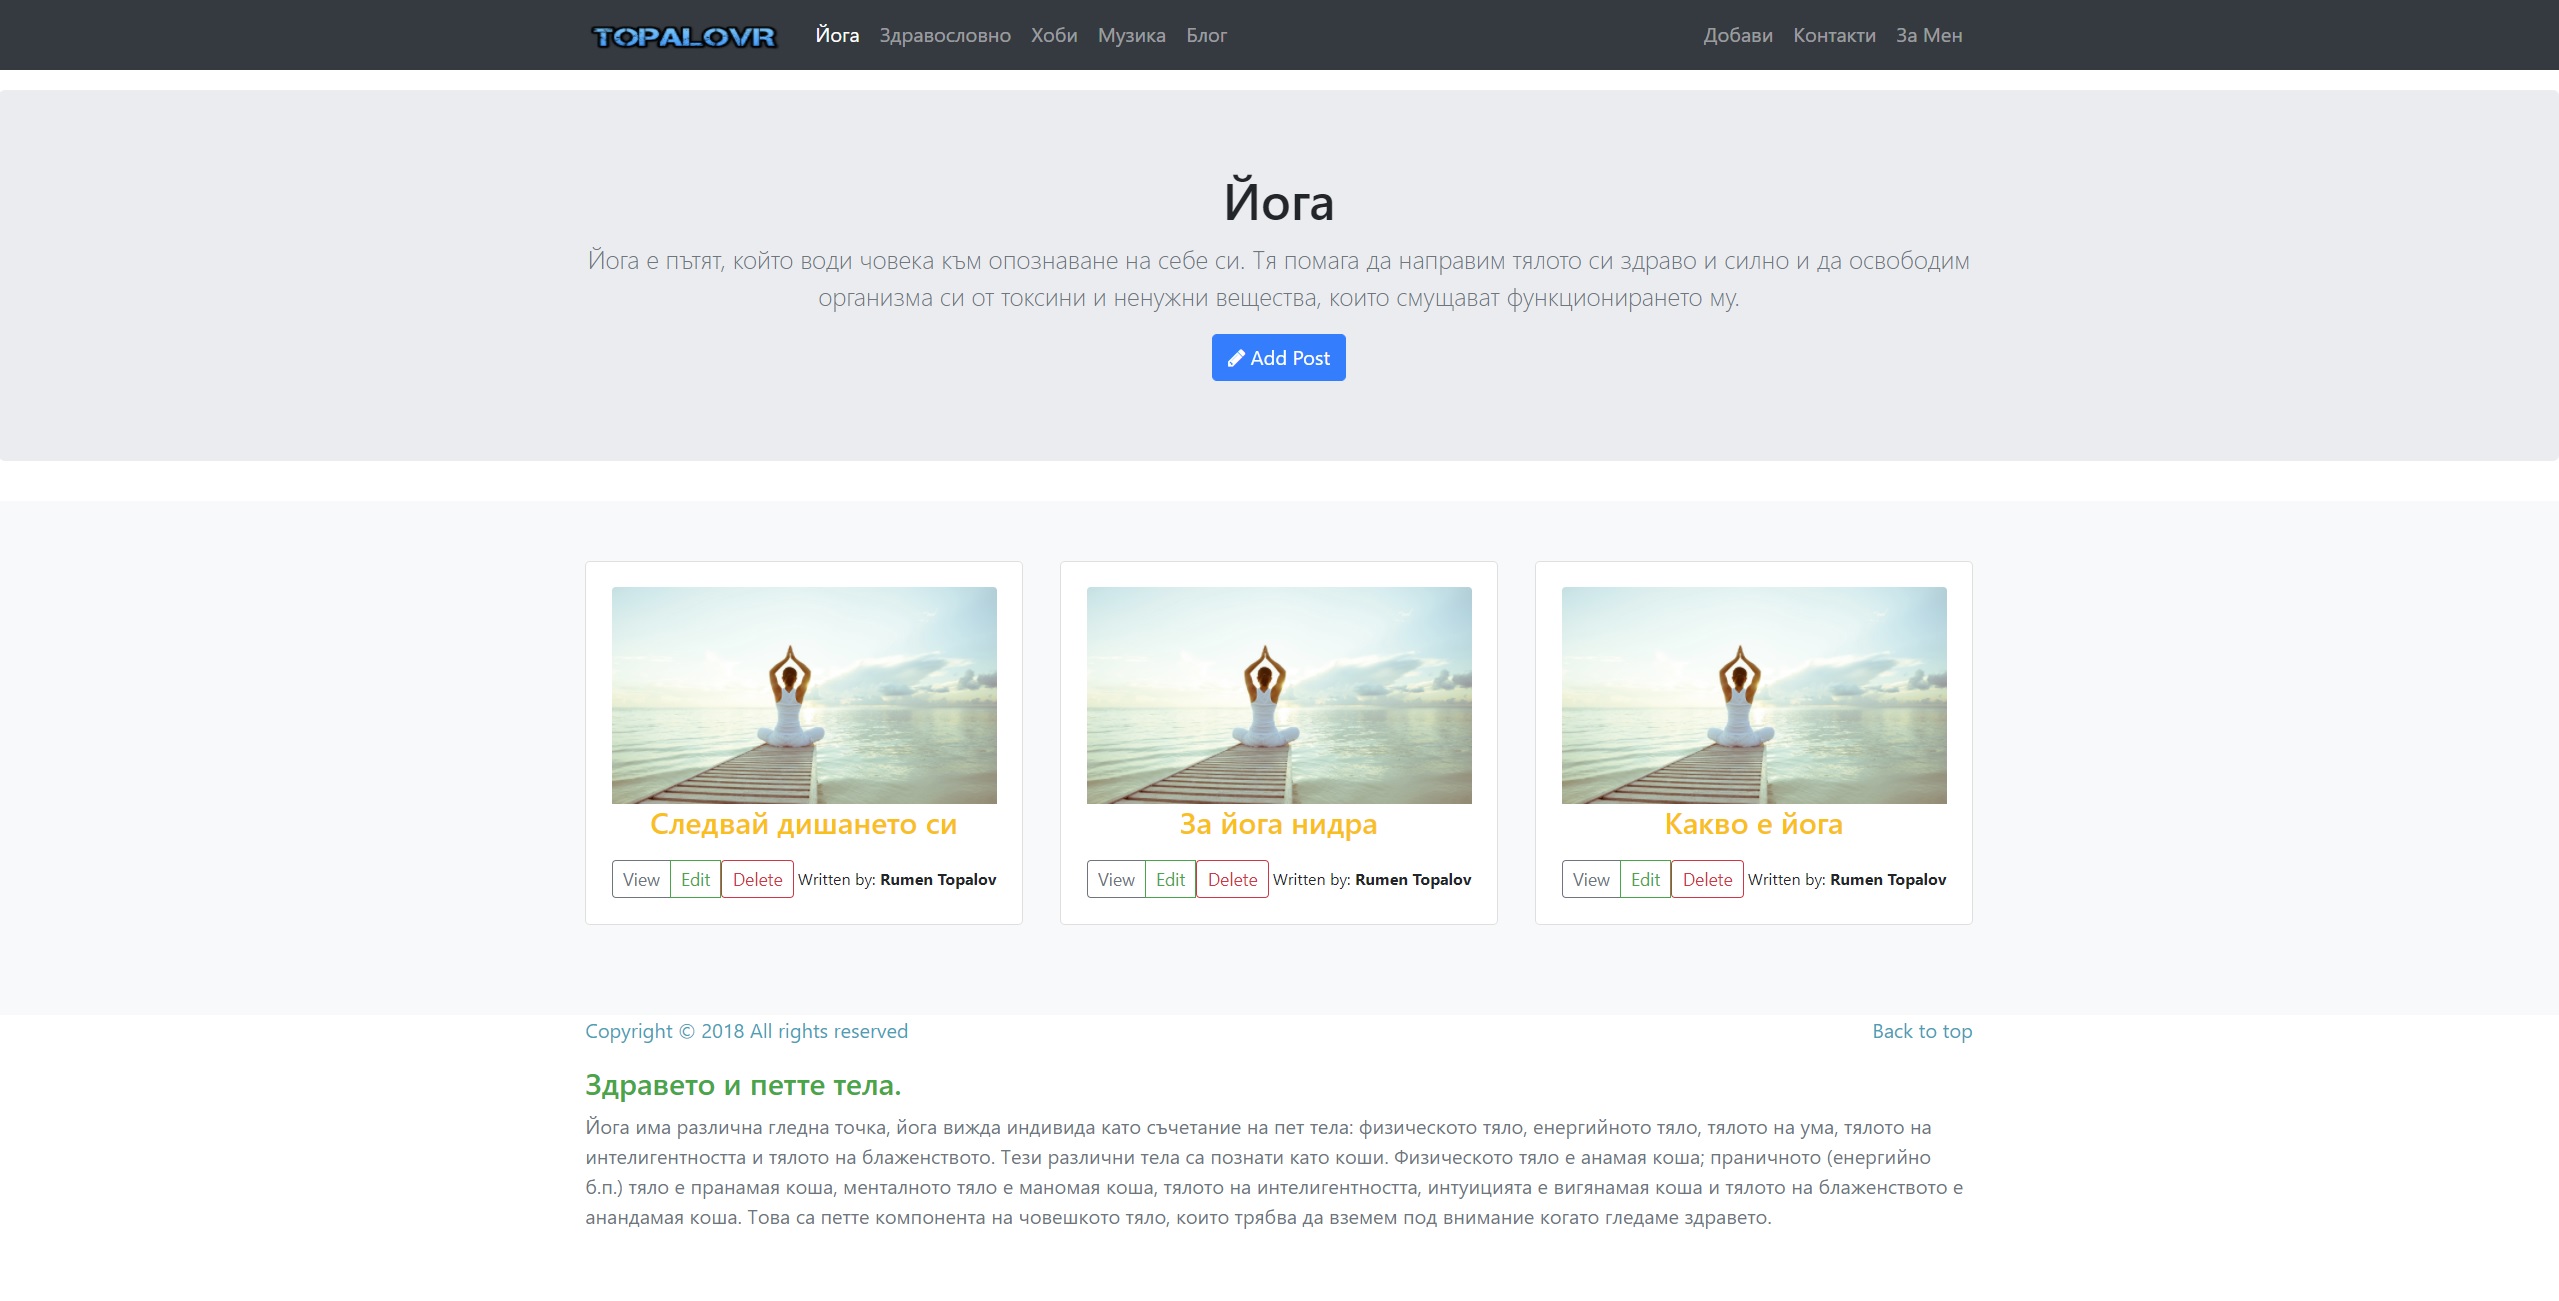 TOPALOVR Йога Здравословно Хоби Музика Блог Добави Контакти За Мен
Йога
Йога е пътят, който води човека към опознаване на себе си. Тя помага да направим тялото си здраво и силно и да освободим
организма си от токсини и ненужни вещества, които смущават функционирането му.
Add Post
Следвай дишането си
View Edit Delete Written by: Rumen Topalov
За йога нидра
View Edit Delete Written by: Rumen Topalov
Какво е йога
View Edit Delete Written by: Rumen Topalov
Copyright © 2018 All rights reserved
Back to top
Здравето и петте тела.
Йога има различна гледна точка, йога вижда индивида като съчетание на пет тела: физическото тяло, енергийното тяло, тялото на ума, тялото на
интелигентността и тялото на блаженството. Тези различни тела са познати като коши. Физическото тяло е анамая коша; праничното (енергийно
б.п.) тяло е пранамая коша, менталното тяло е маномая коша, тялото на интелигентността, интуицията е вигянамая коша и тялото на блаженството е
анандамая коша. Това са петте компонента на човешкото тяло, които трябва да вземем под внимание когато гледаме здравето.